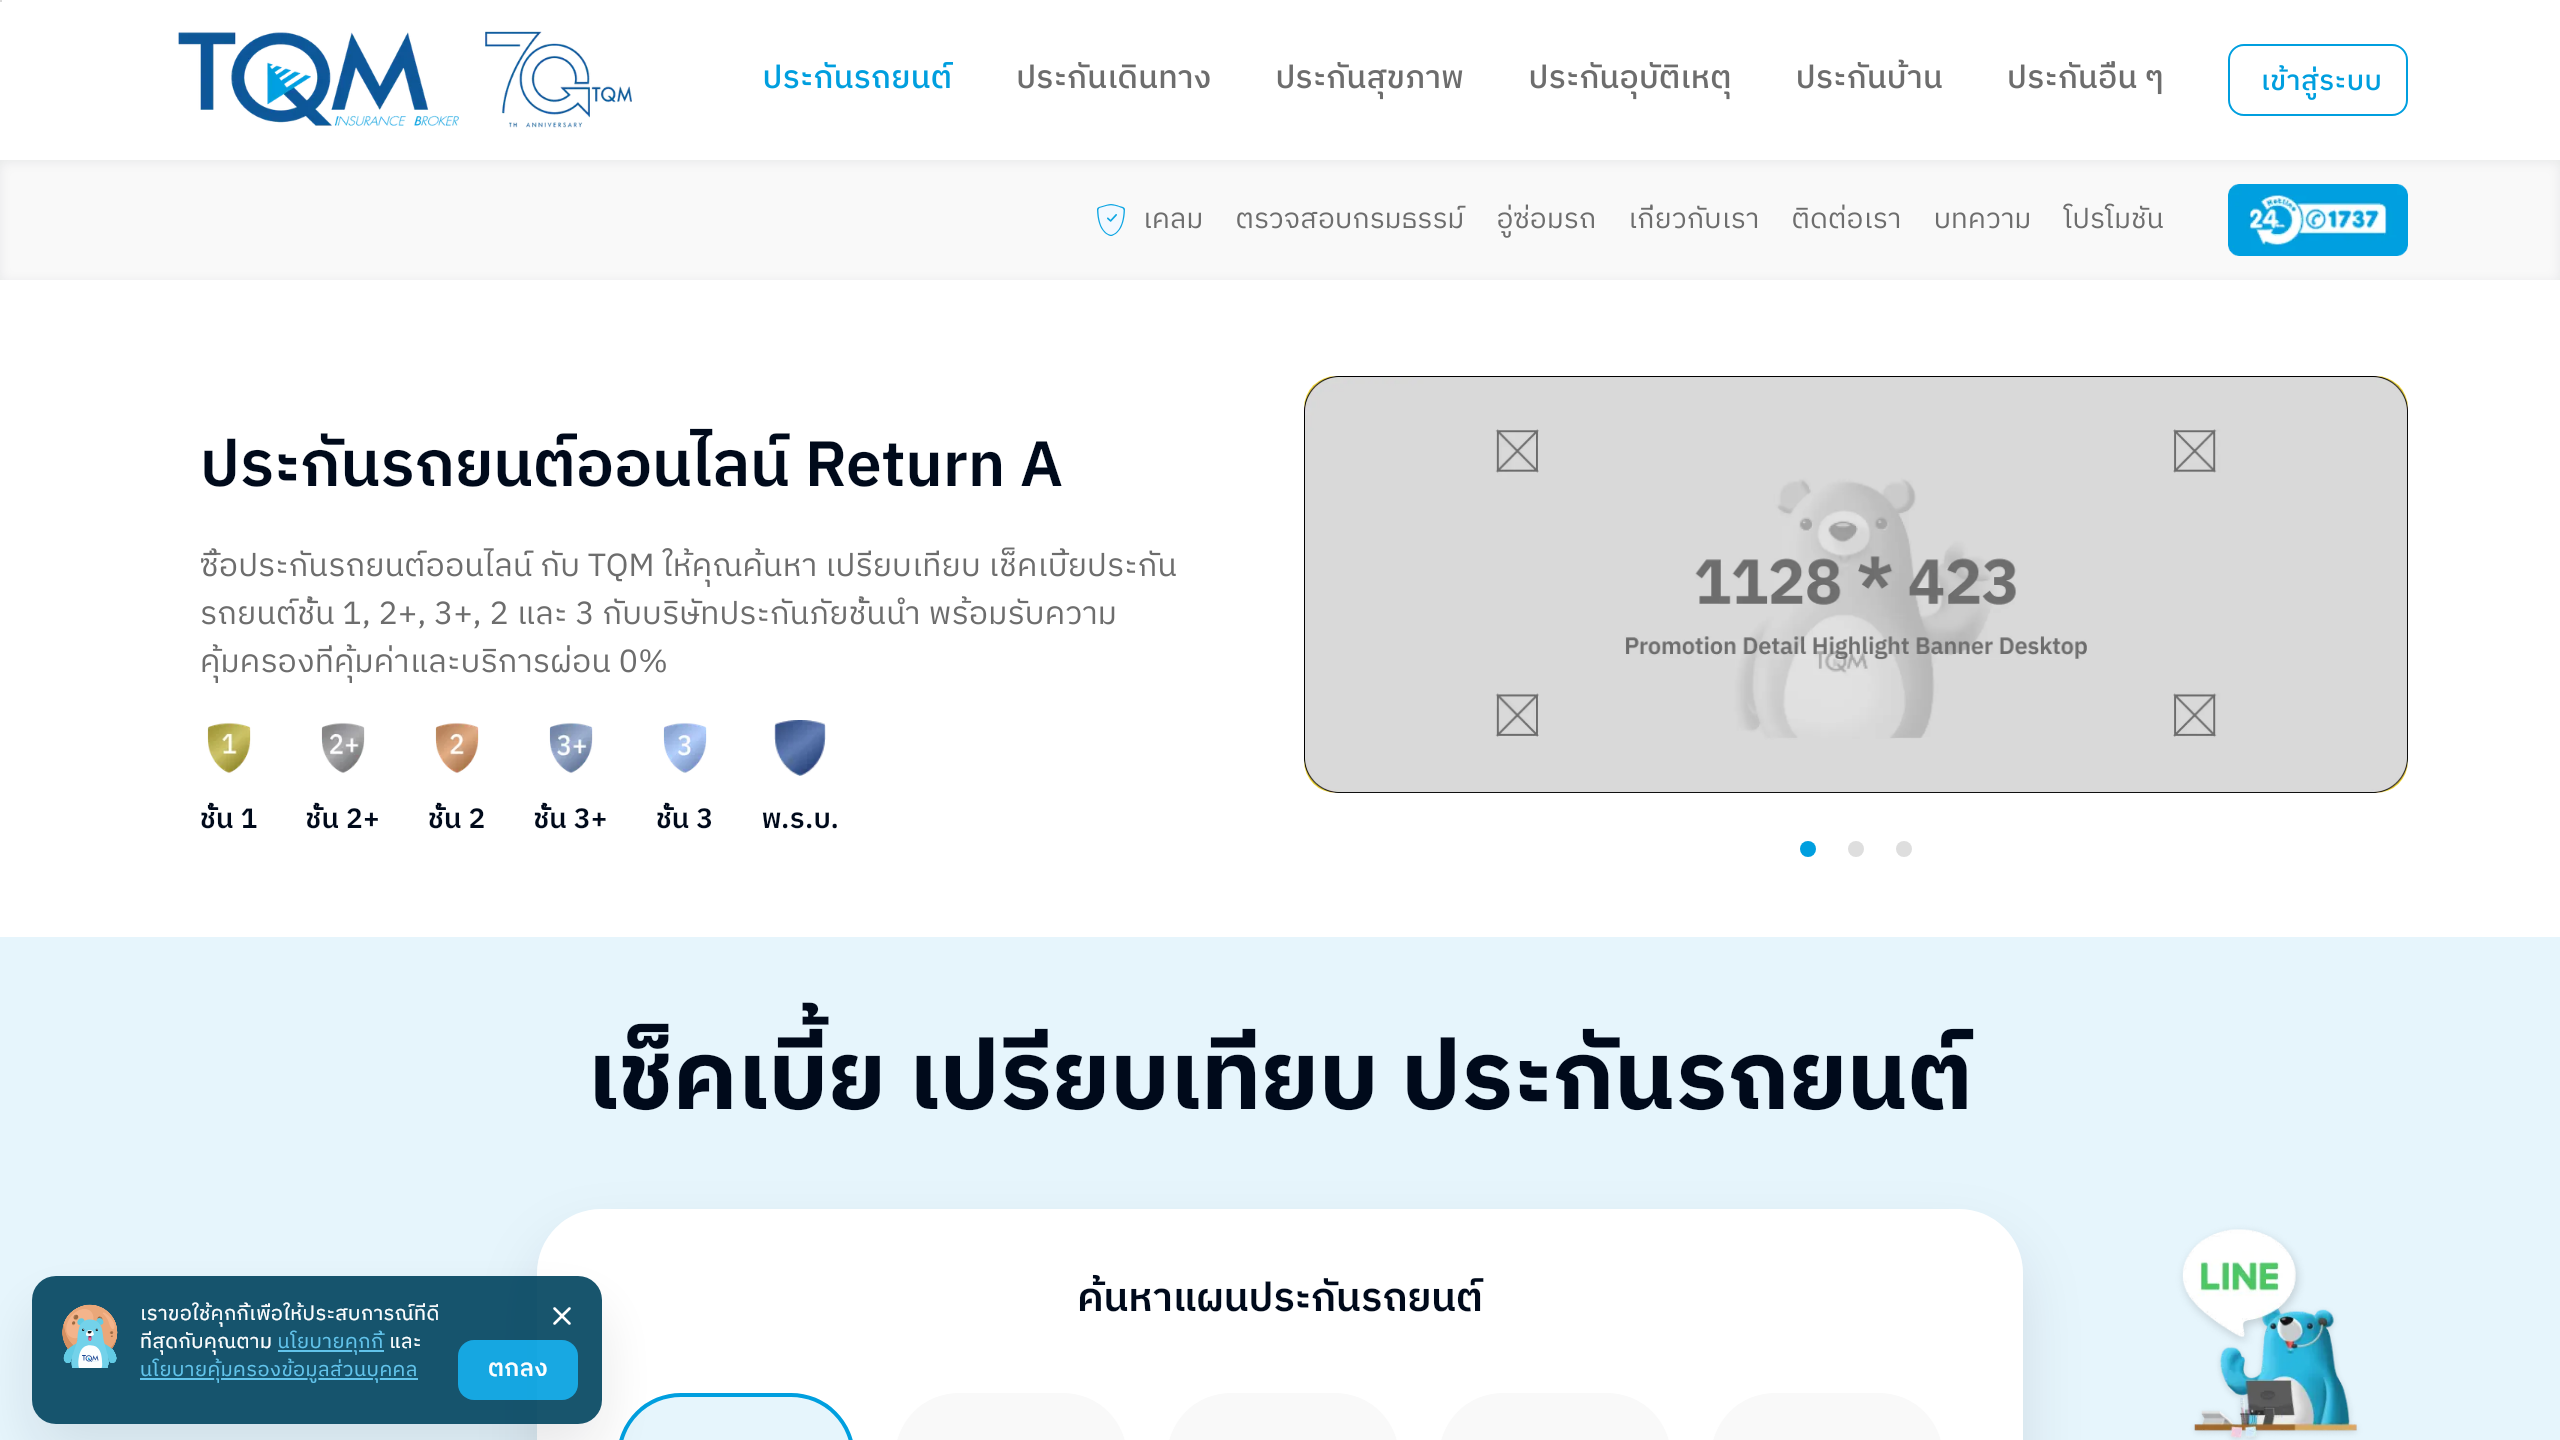 TQM
INSURANCE BROKER
70 TQM
TH ANNIVERSARY
ประกันรถยนต์
ประกันเดินทาง
ประกันสุขภาพ
ประกันอุบัติเหตุ
ประกันบ้าน
ประกันอื่น ๆ
เข้าสู่ระบบ
เคลม
ตรวจสอบกรมธรรม์
อู่ซ่อมรถ
เกี่ยวกับเรา
ติดต่อเรา
บทความ
โปรโมชัน
Hotline 24 1737
ประกันรถยนต์ออนไลน์ Return A
ซื้อประกันรถยนต์ออนไลน์ กับ TQM ให้คุณค้นหา เปรียบเทียบ เช็คเบี้ยประกัน
รถยนต์ชั้น 1, 2+, 3+, 2 และ 3 กับบริษัทประกันภัยชั้นนำ พร้อมรับความ
คุ้มครองที่คุ้มค่าและบริการผ่อน 0%
1
2+
2
3+
3
ชั้น 1
ชั้น 2+
ชั้น 2
ชั้น 3+
ชั้น 3
พ.ร.บ.
1128 * 423
Promotion Detail Highlight Banner Desktop
TQM
เช็คเบี้ย เปรียบเทียบ ประกันรถยนต์
ค้นหาแผนประกันรถยนต์
เราขอใช้คุกกี้เพื่อให้ประสบการณ์ที่ดี
ที่สุดกับคุณตาม นโยบายคุกกี้ และ
นโยบายคุ้มครองข้อมูลส่วนบุคคล
ตกลง
TQM
LINE